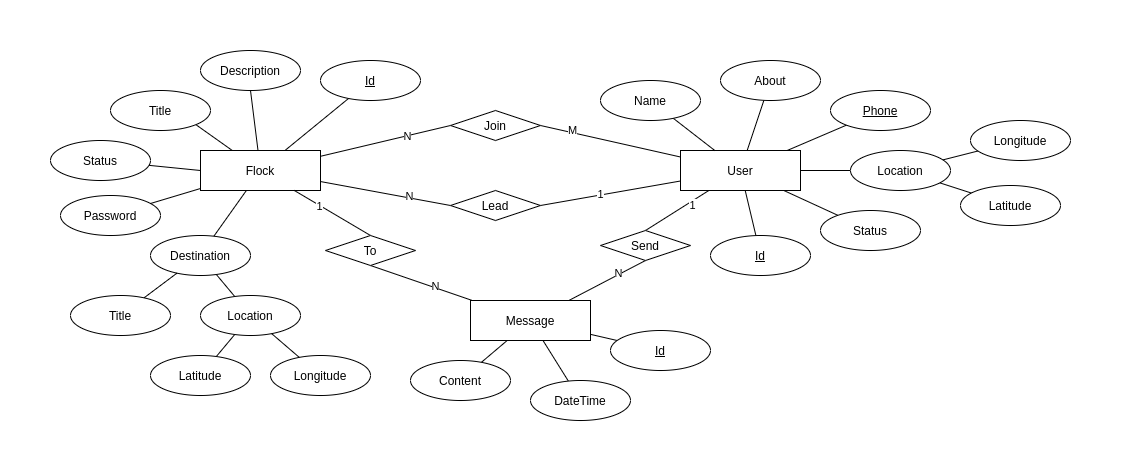 Description
Id
Title
Status
Password
Flock
Destination
Title
Location
Latitude
Longitude
N
Join
M
N
Lead
1
1
To
N
1
Send
N
Message
Content
DateTime
Id
Name
About
Phone
User
Location
Longitude
Latitude
Status
Id